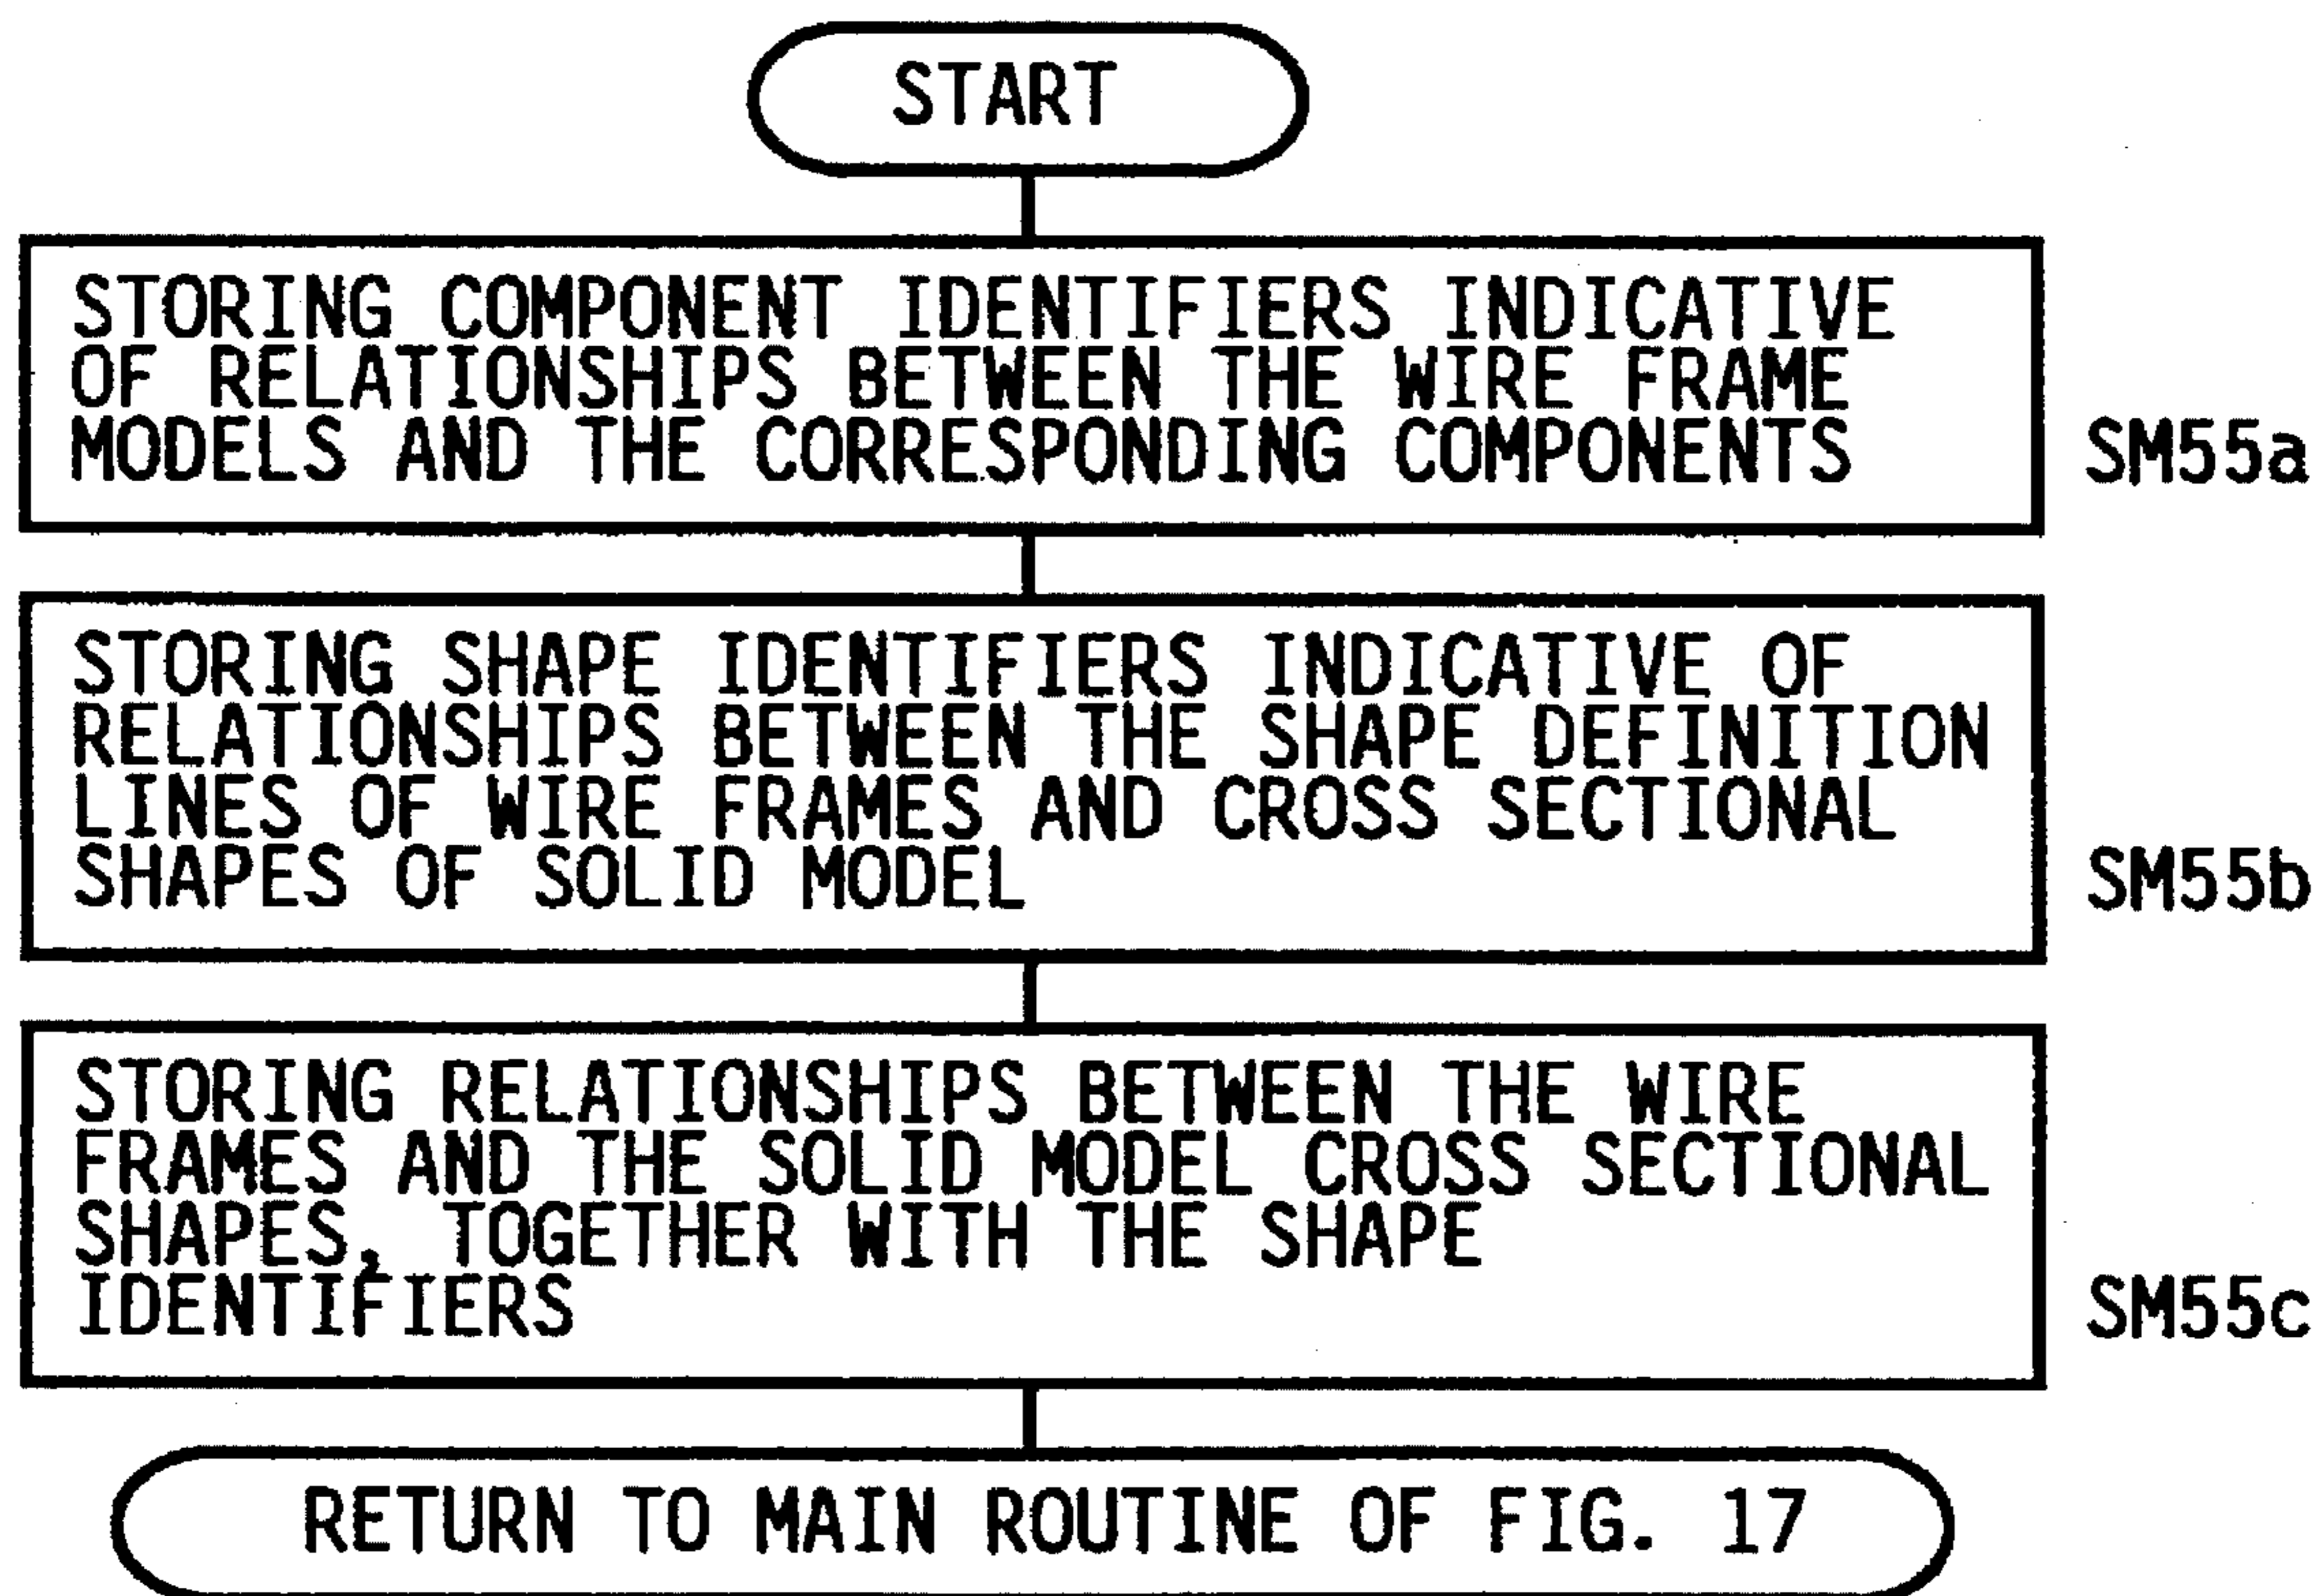 START
STORING COMPONENT IDENTIFIERS INDICATIVE
OF RELATIONSHIPS BETWEEN THE WIRE FRAME
MODELS AND THE CORRESPONDING COMPONENTS
SM55a
STORING SHAPE IDENTIFIERS INDICATIVE OF
RELATIONSHIPS BETWEEN THE SHAPE DEFINITION
LINES OF WIRE FRAMES AND CROSS SECTIONAL
SHAPES OF SOLID MODEL
SM55b
STORING RELATIONSHIPS BETWEEN THE WIRE
FRAMES AND THE SOLID MODEL CROSS SECTIONAL
SHAPES, TOGETHER WITH THE SHAPE
IDENTIFIERS
SM55c
RETURN TO MAIN ROUTINE OF FIG. 17